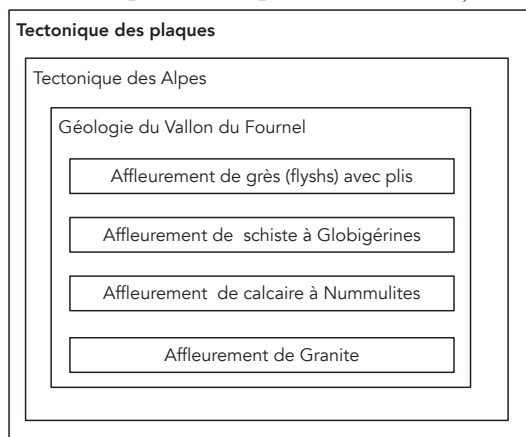 Tectonique des plaques
Tectonique des Alpes
Géologie du Vallon du Fournel
Affleurement de grès (flyshs) avec plis
Affleurement de schiste à Globigérines
Affleurement de calcaire à Nummulites
Affleurement de Granite